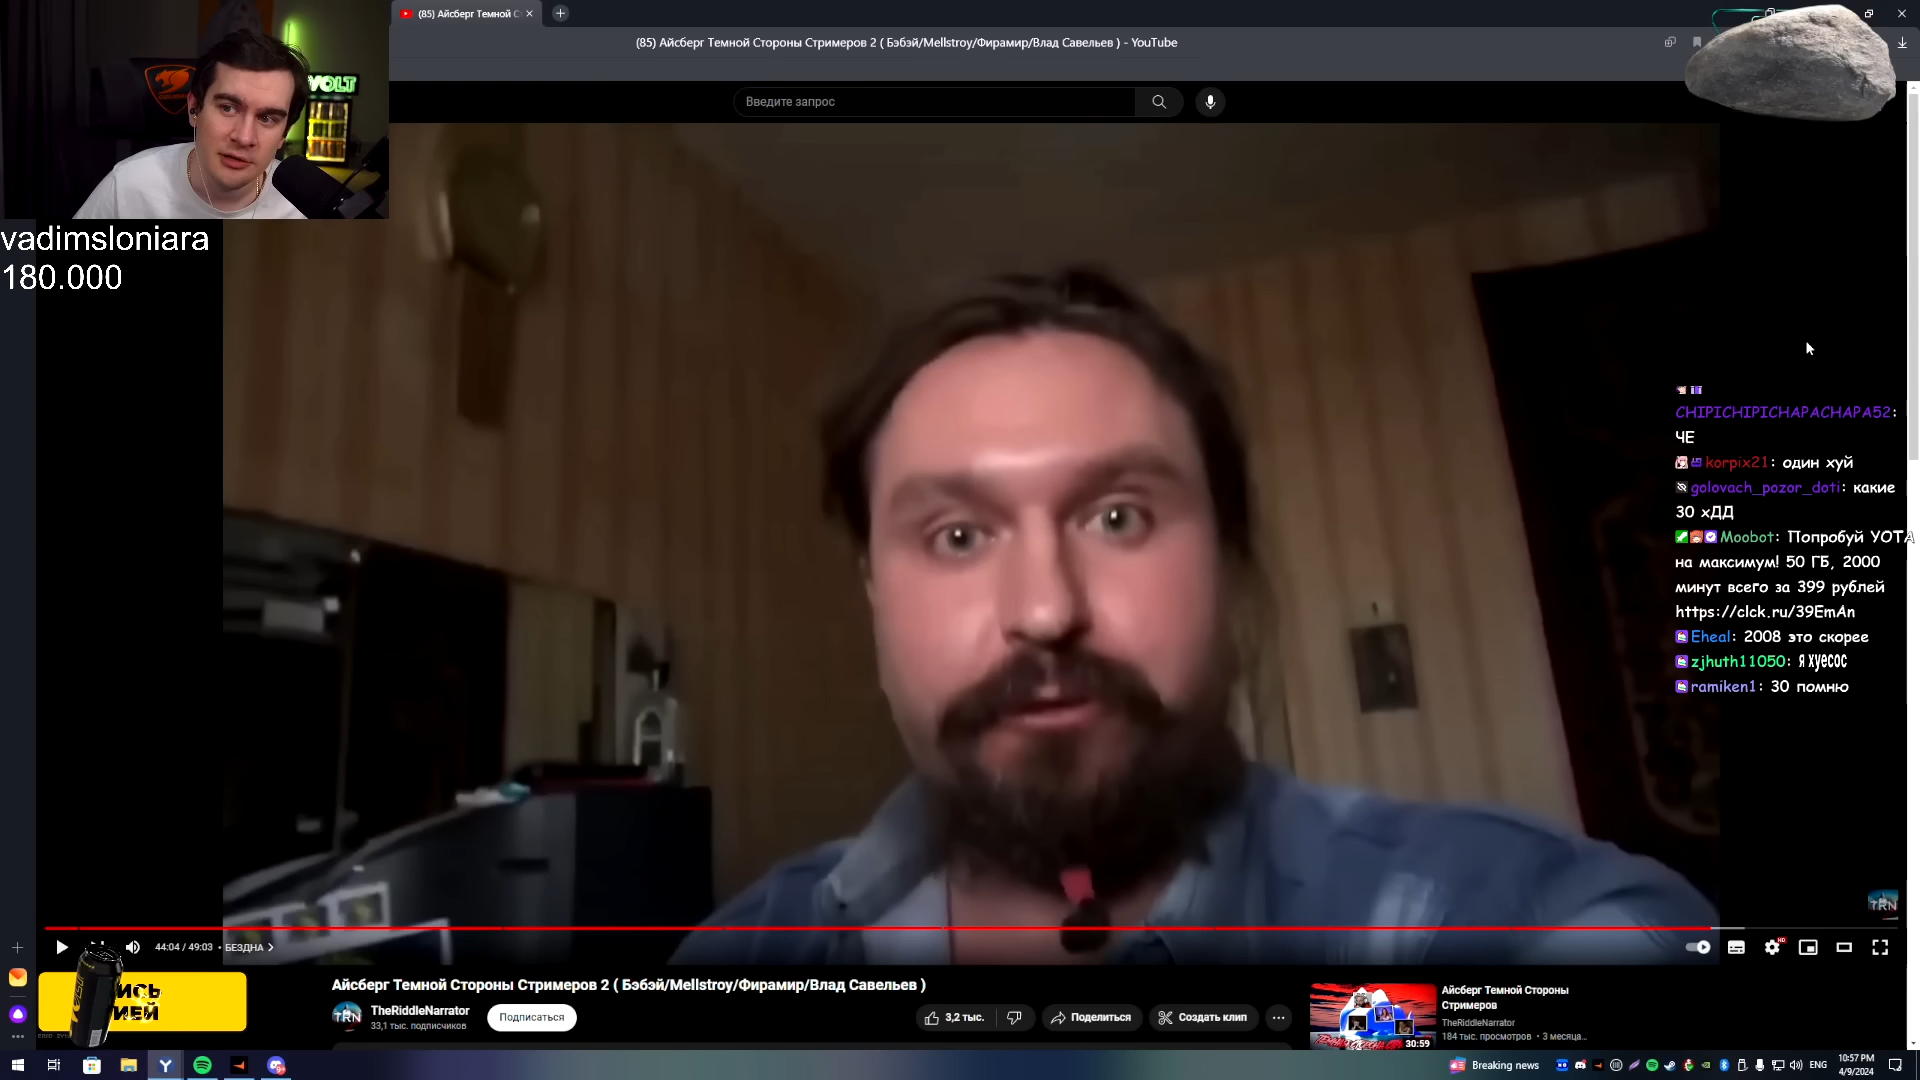 (85) Айсберг Темной С
(85) Айсберг Темной Стороны Стримеров 2 ( Бэбэй/Mellstroy/Фирамир/Влад Савельев ) - YouTube
Введите запрос
VOLT
vadimsloniara
180.000
CHIPICHIPICHAPACHAPA52:
ЧЕ
korpix21: один хуй
golovach_pozor_doti: какие
30 хДД
Moobot: Попробуй YOTA
на максимум! 50 ГБ, 2000
минут всего за 399 рублей
https://clck.ru/39EmAn
Eheal: 2008 это скорее
zjhuth11050: я хуесос
ramiken1: 30 помню
TRN
44:04 / 49:03 • БЕЗДНА
Айсберг Темной Стороны Стримеров 2 ( Бэбэй/Mellstroy/Фирамир/Влад Савельев )
TheRiddleNarrator
33,1 тыс. подписчиков
Подписаться
3,2 тыс.
Поделиться
Создать клип
Айсберг Темной Стороны
Стримеров
TheRiddleNarrator
184 тыс. просмотров • 3 месяца...
30:59
Breaking news
ENG
10:57 PM
4/9/2024